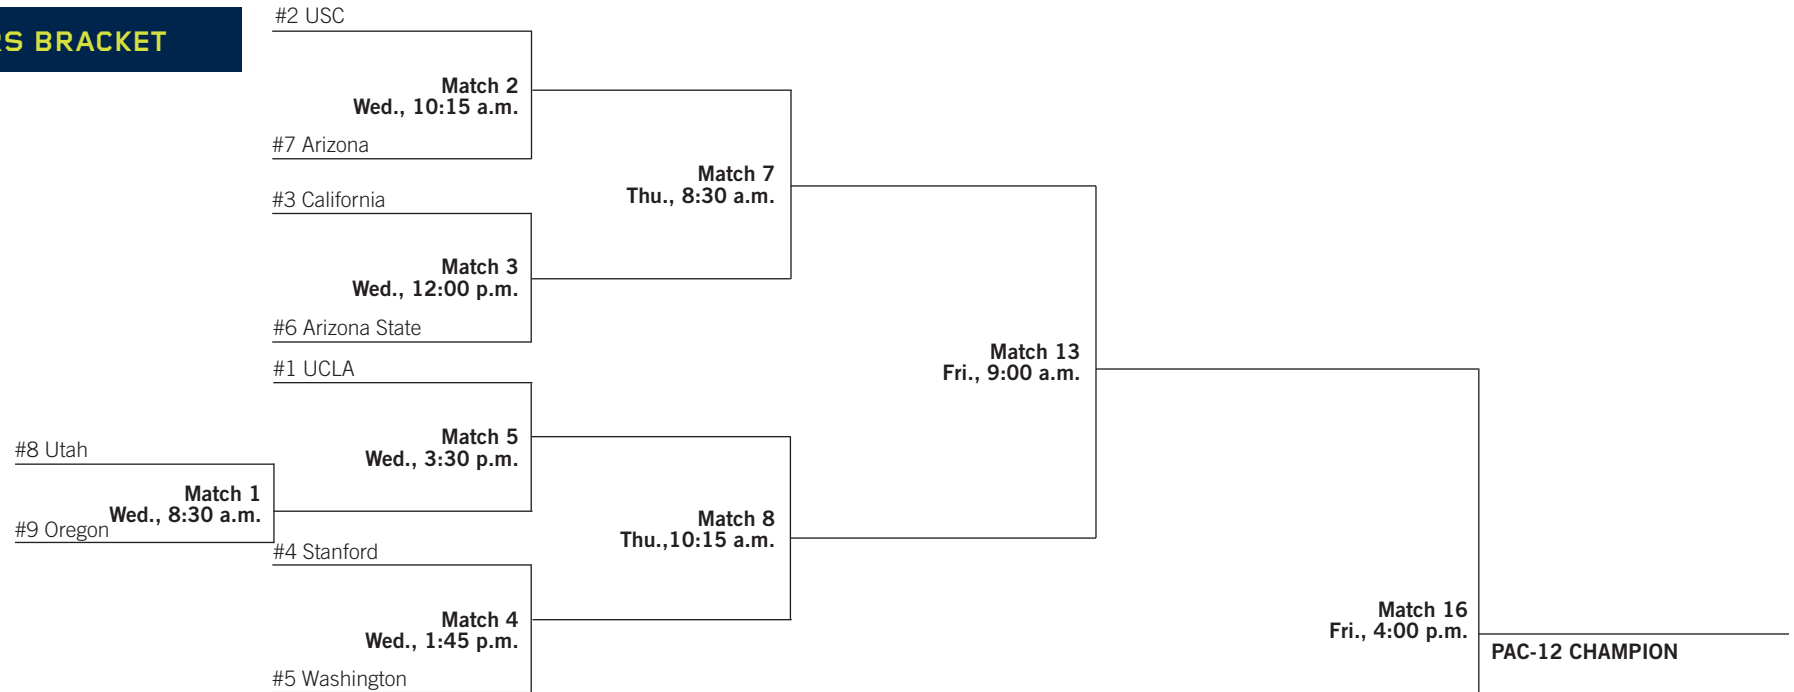 RS BRACKET
#2 USC
Match 2
Wed., 10:15 a.m.
#7 Arizona
Match 7
Thu., 8:30 a.m.
#3 California
Match 3
Wed., 12:00 p.m.
#6 Arizona State
Match 13
Fri., 9:00 a.m.
#1 UCLA
Match 5
Wed., 3:30 p.m.
#8 Utah
Match 1
Wed., 8:30 a.m.
#9 Oregon
Match 8
Thu.,10:15 a.m.
#4 Stanford
Match 4
Wed., 1:45 p.m.
#5 Washington
Match 16
Fri., 4:00 p.m.
PAC-12 CHAMPION